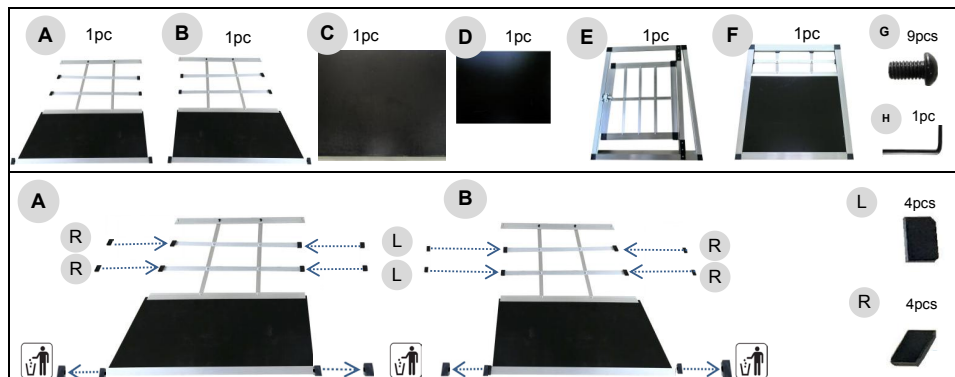 A 1pc
B 1pc
C 1pc
D 1pc
E 1pc
F 1pc
G 9pcs
H 1pc
A
B
R
L
R
R
L
R
L 4pcs
R 4pcs